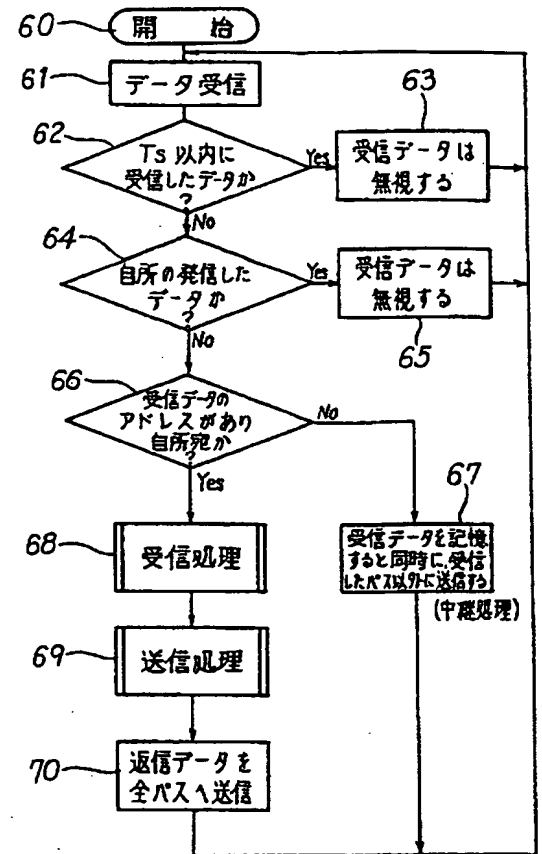 60
開 始
61
データ受信
62
Ts以内に
受信したデータか
?
Yes
63
受信データは
無視する
No
64
自所の発信した
データか
?
Yes
受信データは
無視する
65
No
66
受信データの
アドレスがあり
自所宛か
?
No
Yes
67
受信データを記憶
すると同時に、受信
したパス以外に送信する
(中継処理)
68
受信処理
69
送信処理
70
返信データを
全パスへ送信